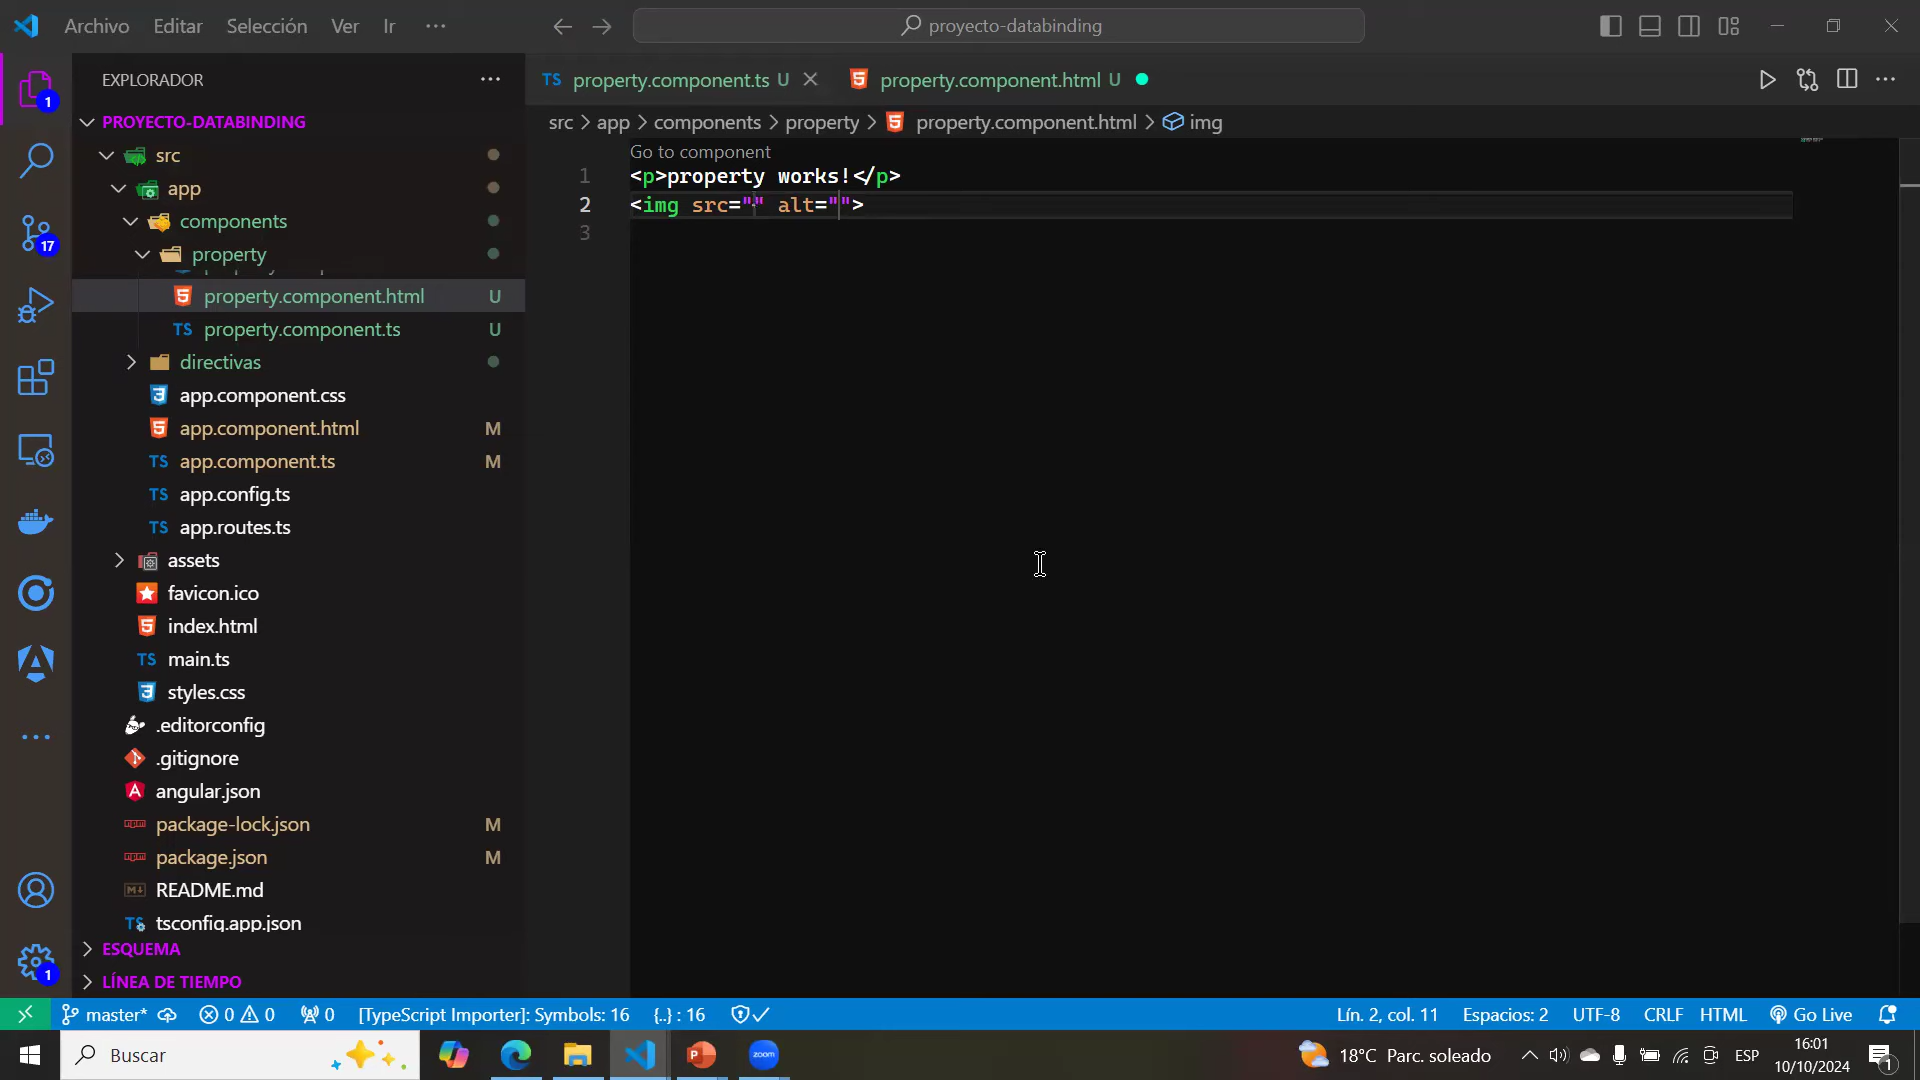 Archivo Editar Selección Ver Ir ···
proyecto-databinding
EXPLORADOR
PROYECTO-DATABINDING
src
app
components
property
property.component.html U
property.component.ts U
directivas
app.component.css
app.component.html M
app.component.ts M
app.config.ts
app.routes.ts
assets
favicon.ico
index.html
main.ts
styles.css
.editorconfig
.gitignore
angular.json
package-lock.json M
package.json M
README.md
tsconfig.app.json
ESQUEMA
LÍNEA DE TIEMPO
1
17
1
TS property.component.ts U
property.component.html U
src > app > components > property > property.component.html > img
Go to component
1 <p>property works!</p>
2 <img src="" alt="">
3
master* 0 0 0 [TypeScript Importer]: Symbols: 16 {..} : 16
Lín. 2, col. 11 Espacios: 2 UTF-8 CRLF HTML Go Live
Buscar
zoom
18°C Parc. soleado ESP
16:01
10/10/2024
1